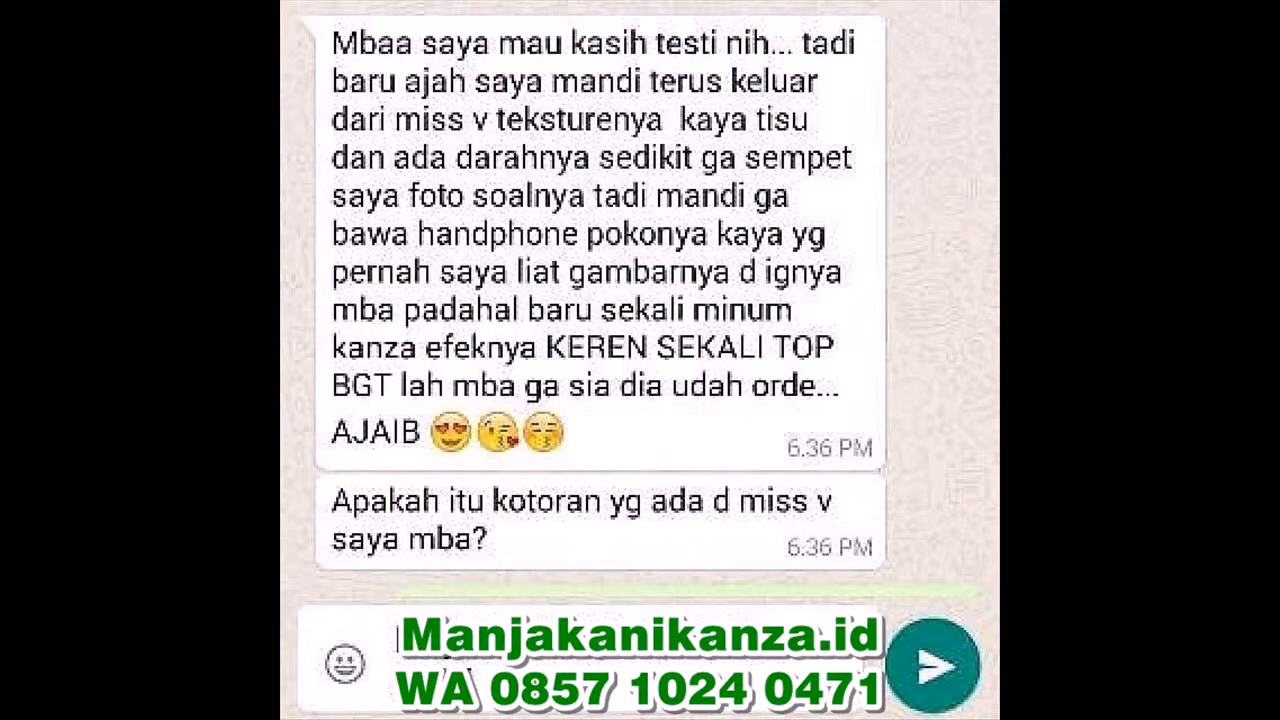 Mbaa saya mau kasih testi nih... tadi
baru ajah saya mandi terus keluar
dari miss v teksturenya kaya tisu
dan ada darahnya sedikit ga sempet
saya foto soalnya tadi mandi ga
bawa handphone pokonya kaya yg
pernah saya liat gambarnya d ignya
mba padahal baru sekali minum
kanza efeknya KEREN SEKALI TOP
BGT lah mba ga sia dia udah orde...
AJAIB
6.36 PM
Apakah itu kotoran yg ada d miss v
saya mba?
6.36 PM
Manjakanikanza.id
WA 0857 1024 0471